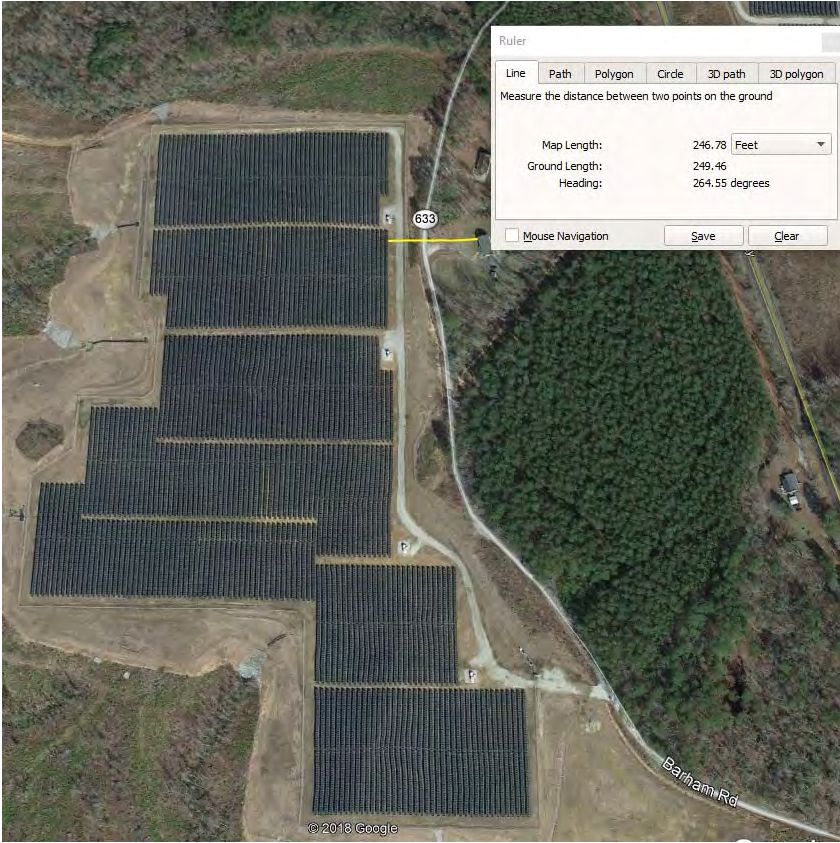 Ruler
Line Path Polygon Circle 3D path 3D polygon
Measure the distance between two points on the ground
Map Length: 246.78 Feet
Ground Length: 249.46
Heading: 264.55 degrees
Mouse Navigation Save Clear
633
Barham Rd
© 2018 Google